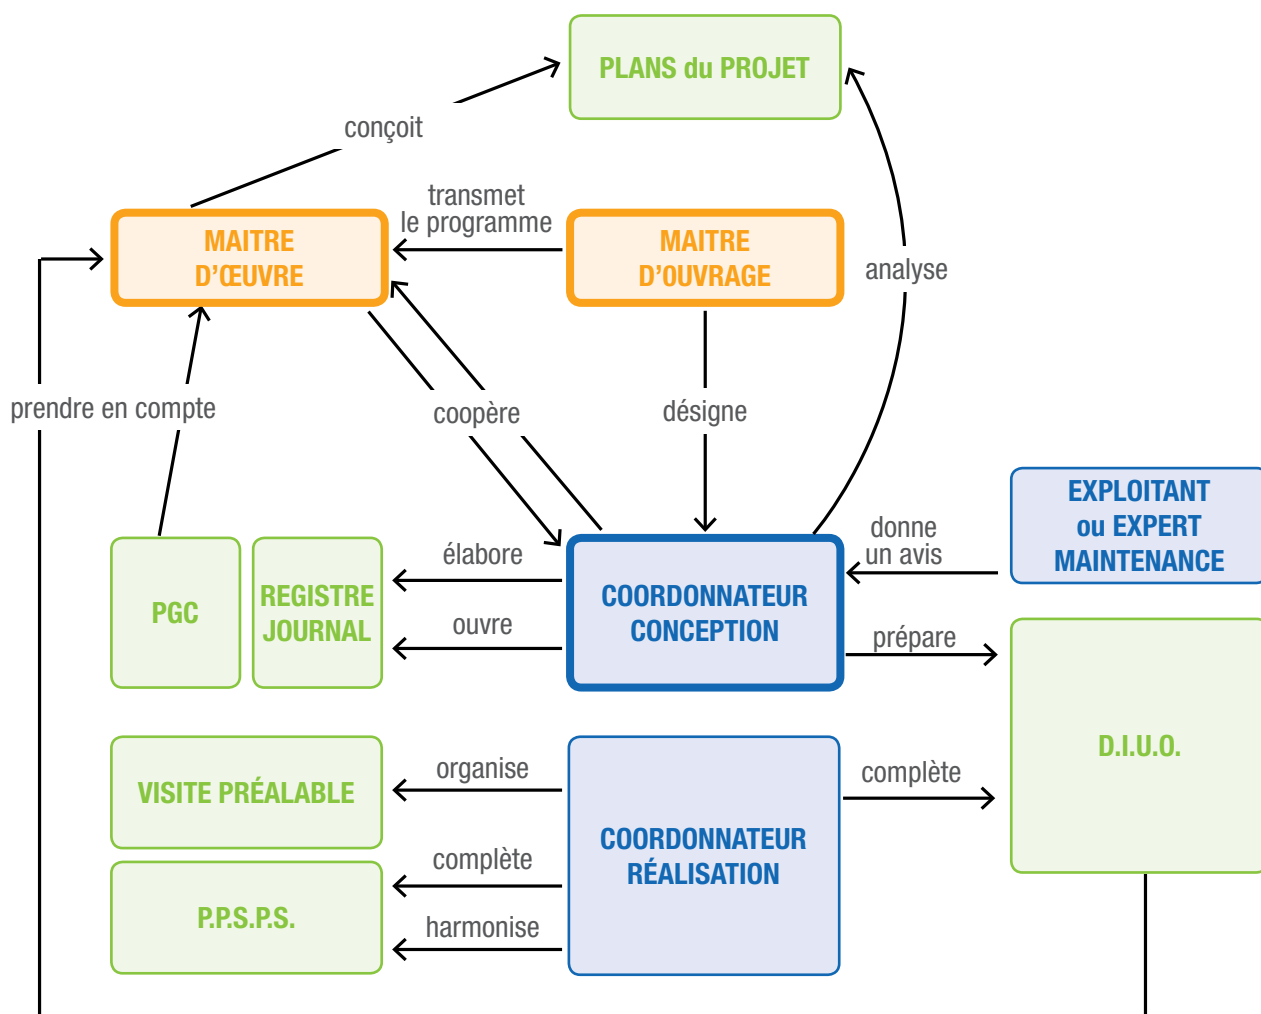 PLANS du PROJET
conçoit
transmet
le programme
MAITRE
D'ŒUVRE
MAITRE
D'OUVRAGE
analyse
prendre en compte
coopère
désigne
EXPLOITANT
ou EXPERT
MAINTENANCE
donne
un avis
élabore
PGC
REGISTRE
JOURNAL
COORDONNATEUR
CONCEPTION
ouvre
prépare
D.I.U.O.
organise
complète
VISITE PRÉALABLE
COORDONNATEUR
RÉALISATION
complète
P.P.S.P.S.
harmonise